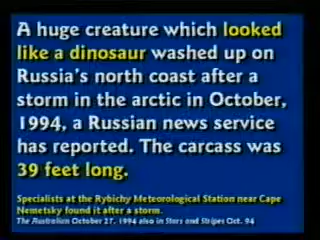 A huge creature which looked
like a dinosaur washed up on
Russia's north coast after a
storm in the arctic in October,
1994, a Russian news service
has reported. The carcass was
39 feet long.
Specialists at the Rybichy Meteorological Station near Cape
Nemetsky found it after a storm.
The Australian October 27, 1994 also in Stars and Stripes Oct. 94